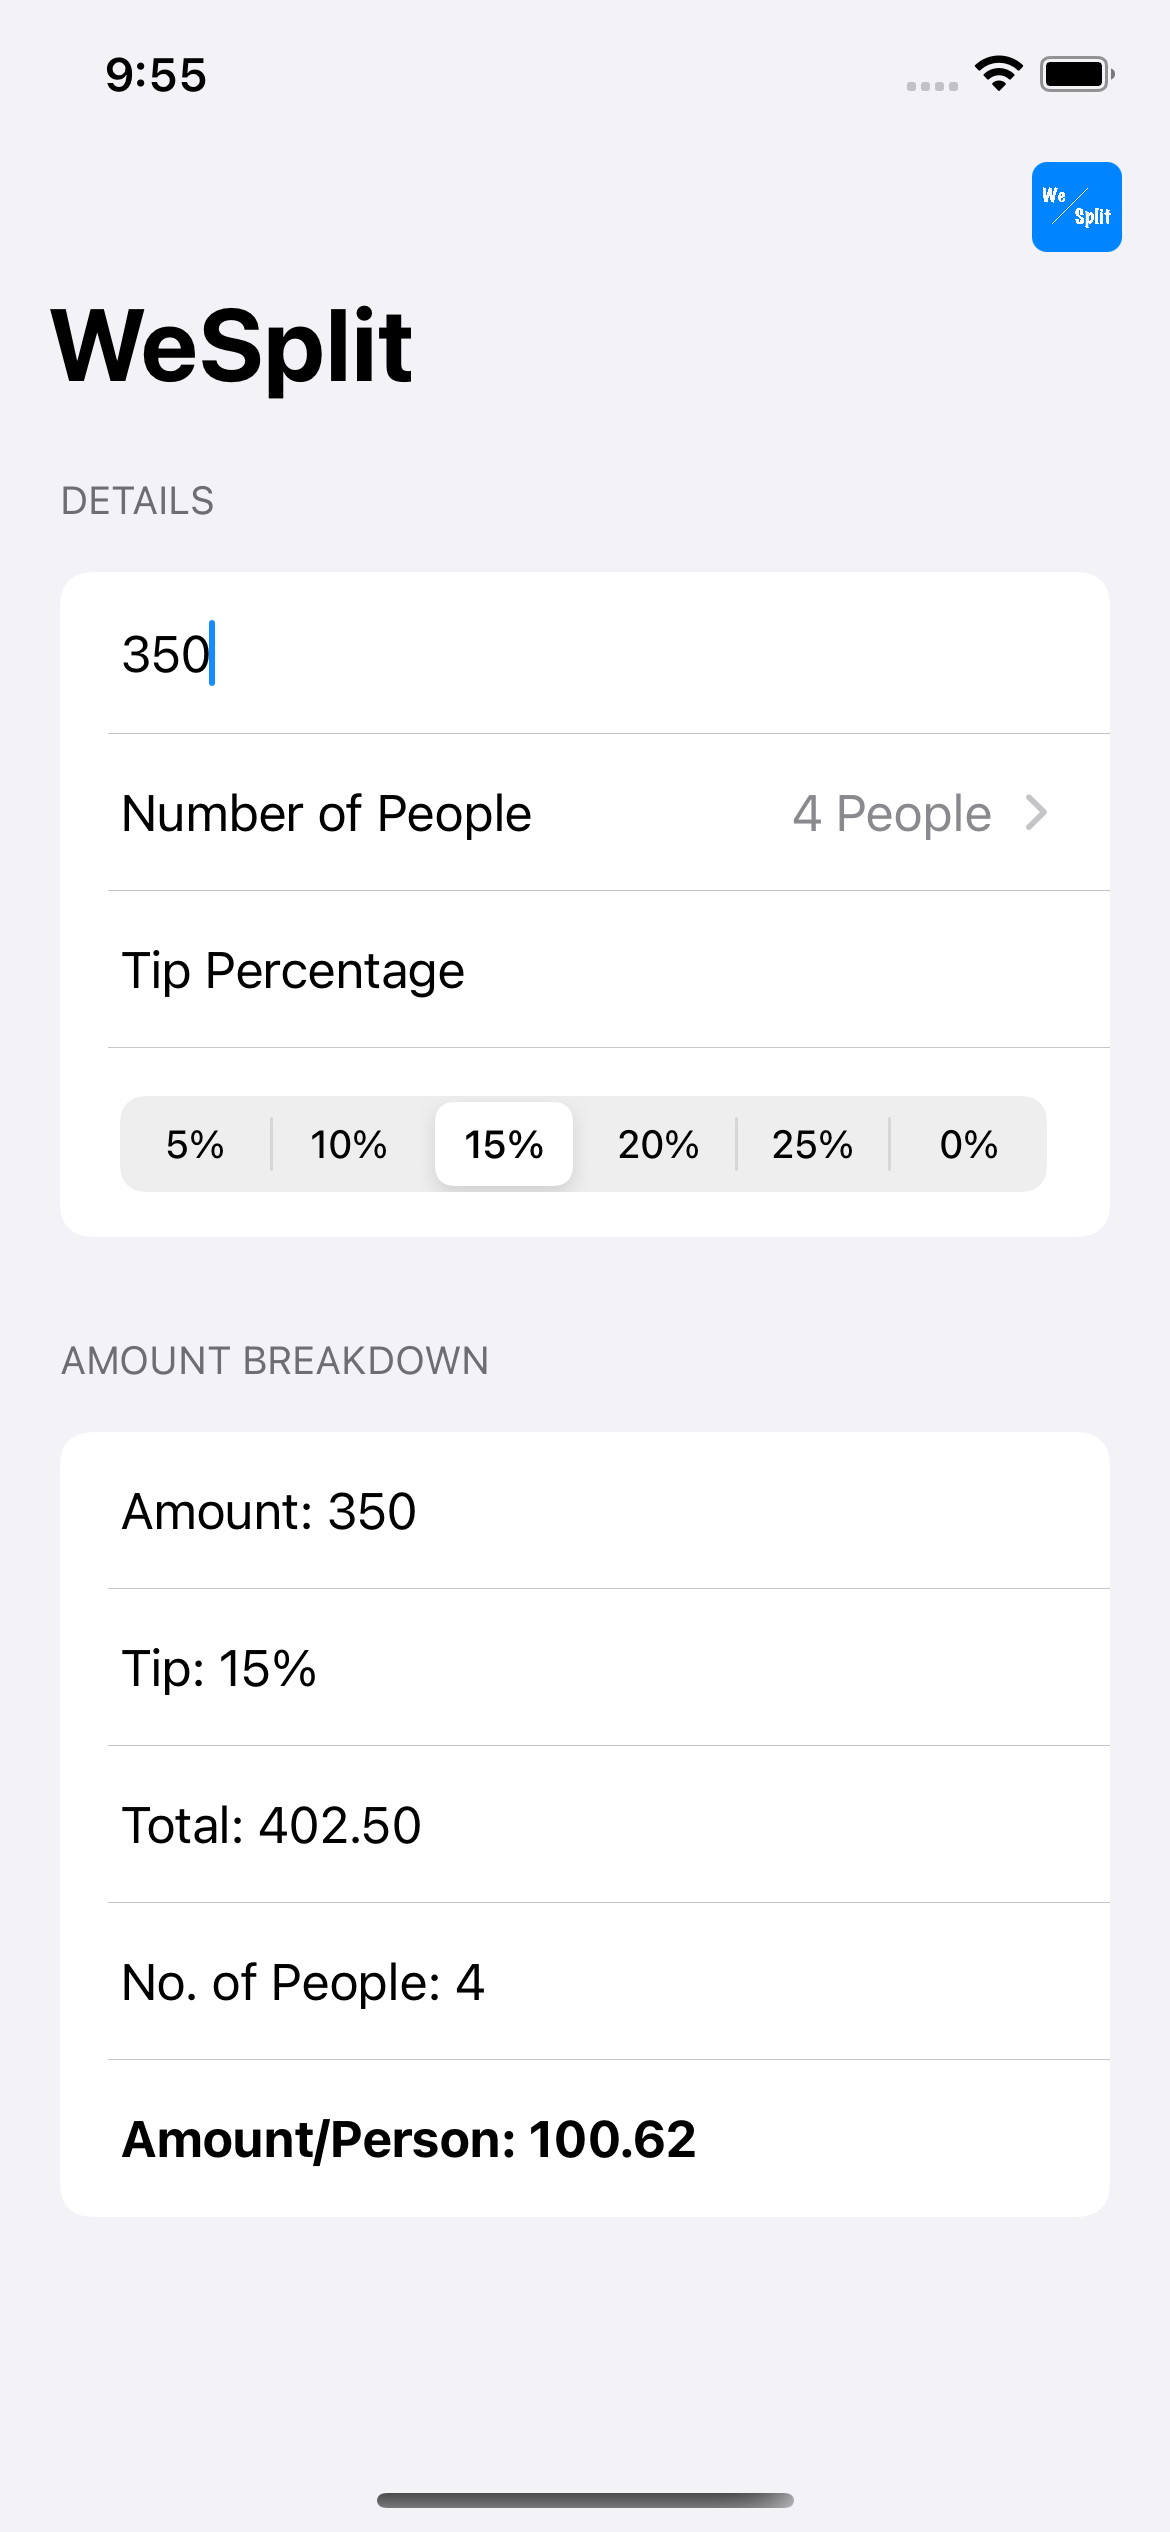 9:55
We
Split
WeSplit
DETAILS
350
Number of People 4 People
Tip Percentage
5% 10% 15% 20% 25% 0%
AMOUNT BREAKDOWN
Amount: 350
Tip: 15%
Total: 402.50
No. of People: 4
Amount/Person: 100.62